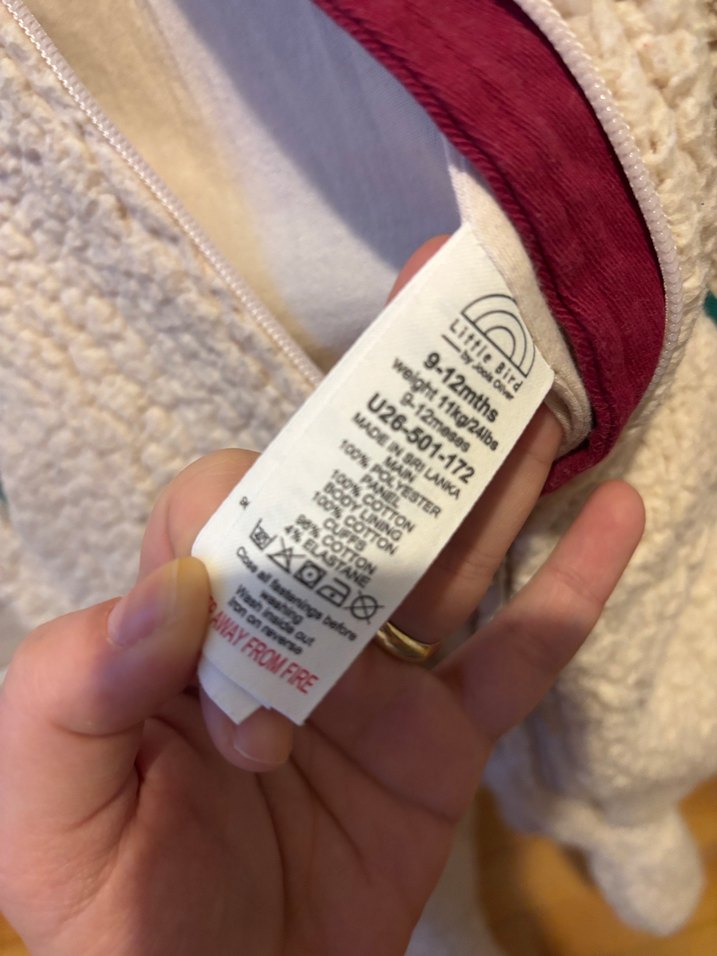 Little Bird
by Jools Oliver
9-12mths
weight 11kg/24lbs
9-12meses
U26-501-172
MADE IN SRI LANKA
MAIN
100% POLYESTER
PANEL
100% COTTON
BODY LINING
100% COTTON
CUFFS
96% COTTON
4% ELASTANE
Close all fastenings before
washing
Wash inside out
Iron on reverse
AWAY FROM FIRE